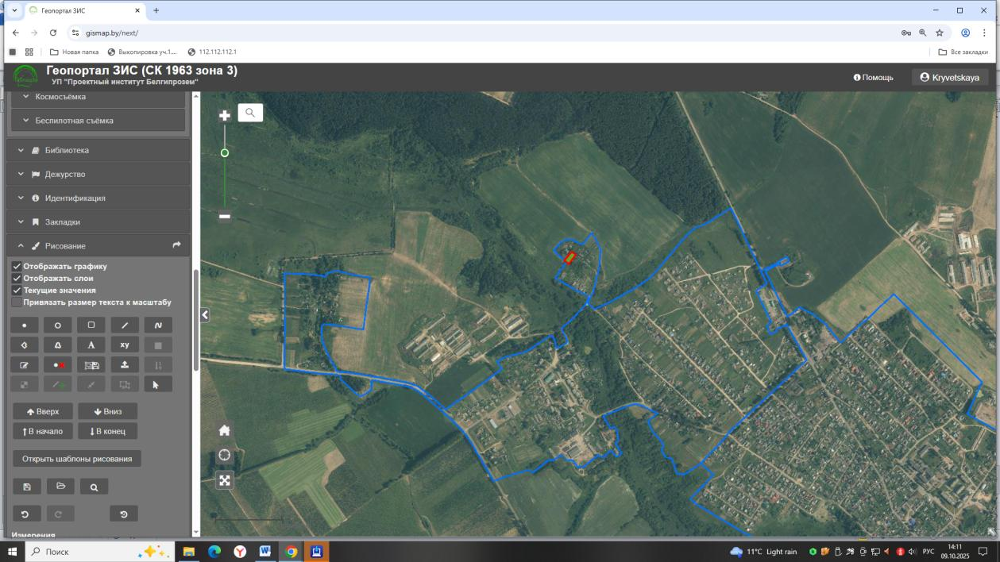 Геопортал ЗИС
gismap.by/next/
Новая папка
Выкопировка уч.1....
112.112.112.1
Все закладки
Геопортал ЗИС (СК 1963 зона 3)
УП "Проектный институт Белгипрозем"
Помощь
Kryvetskaya
Космосъёмка
Беспилотная съёмка
Библиотека
Дежурство
Идентификация
Закладки
Рисование
Отображать графику
Отображать слои
Текущие значения
Привязать размер текста к масштабу
A
xy
Вверх
Вниз
В начало
В конец
Открыть шаблоны рисования
Измерения
Поиск
11°C Light rain
РУС
14:11
09.10.2025